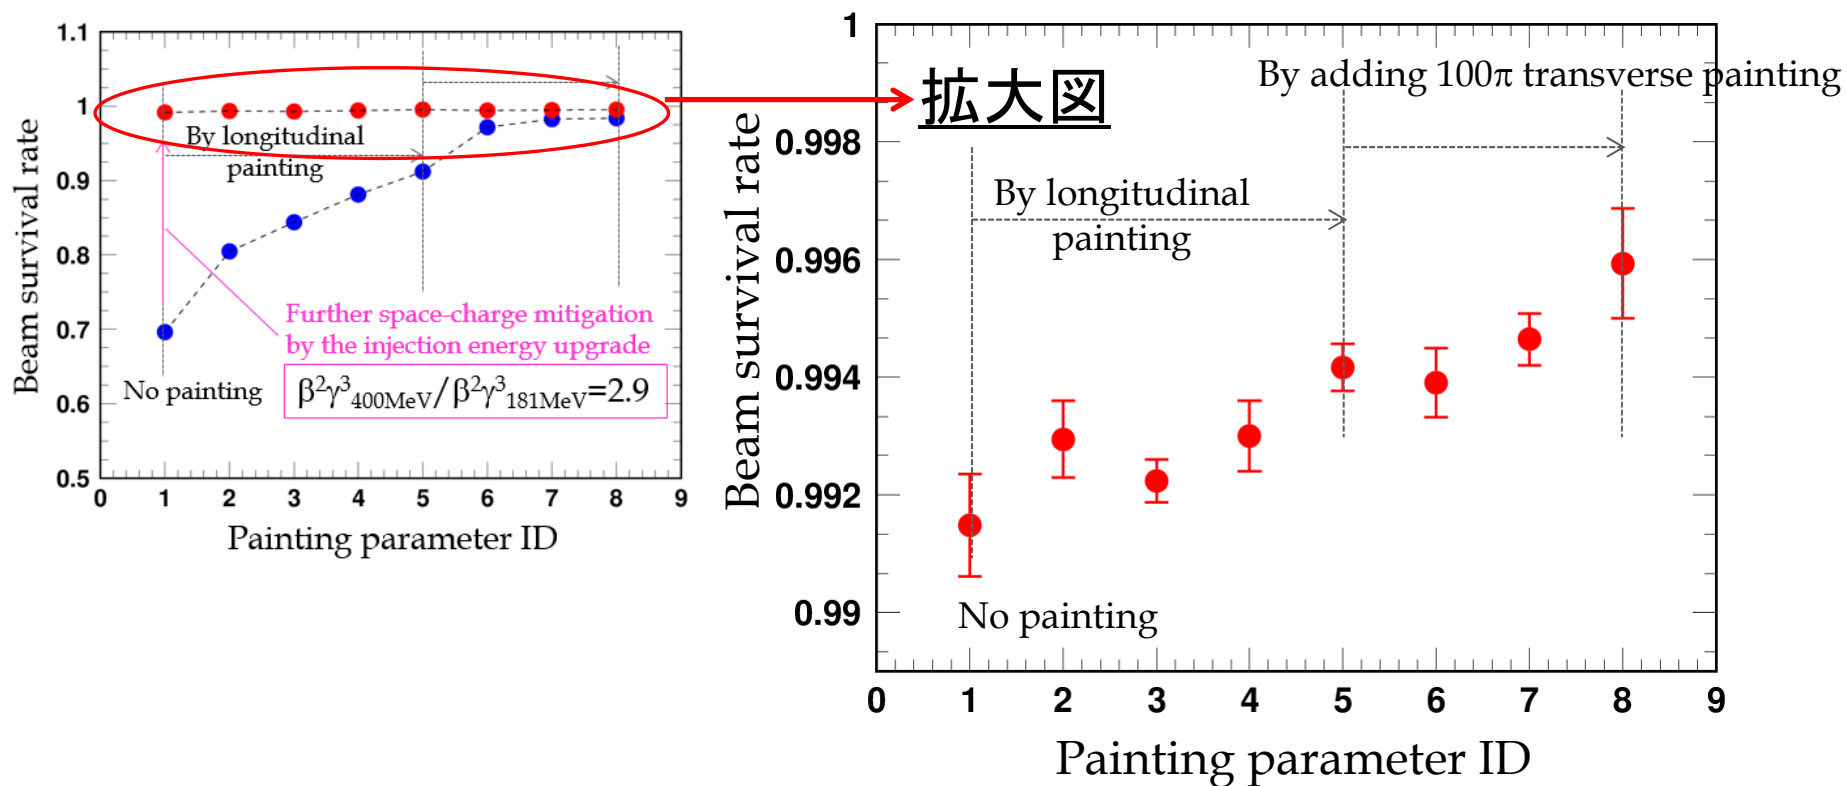 1.1
1
0.9
0.8
0.7
0.6
0.5
0 1 2 3 4 5 6 7 8 9
Beam survival rate
Painting parameter ID
By longitudinal
painting
Further space-charge mitigation
by the injection energy upgrade
No painting
β²γ³400MeV/β²γ³181MeV=2.9
拡大図
1
0.998
0.996
0.994
0.992
0.99
0 1 2 3 4 5 6 7 8 9
Beam survival rate
Painting parameter ID
By adding 100π transverse painting
By longitudinal
painting
No painting